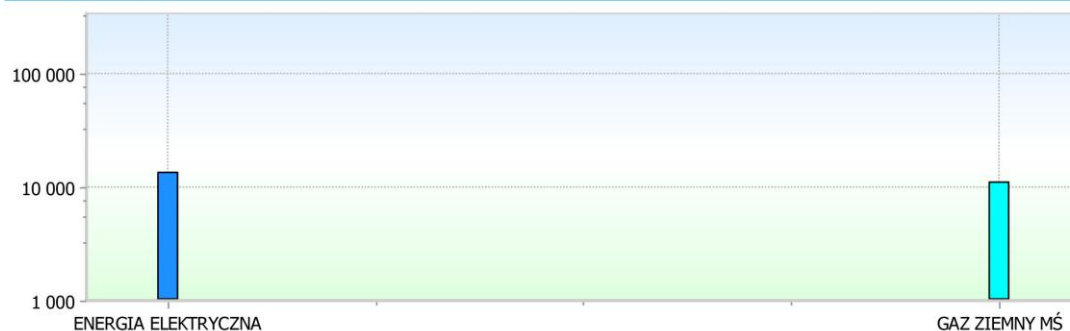 100 000
10 000
1 000
ENERGIA ELEKTRYCZNA
GAZ ZIEMNY MŚ